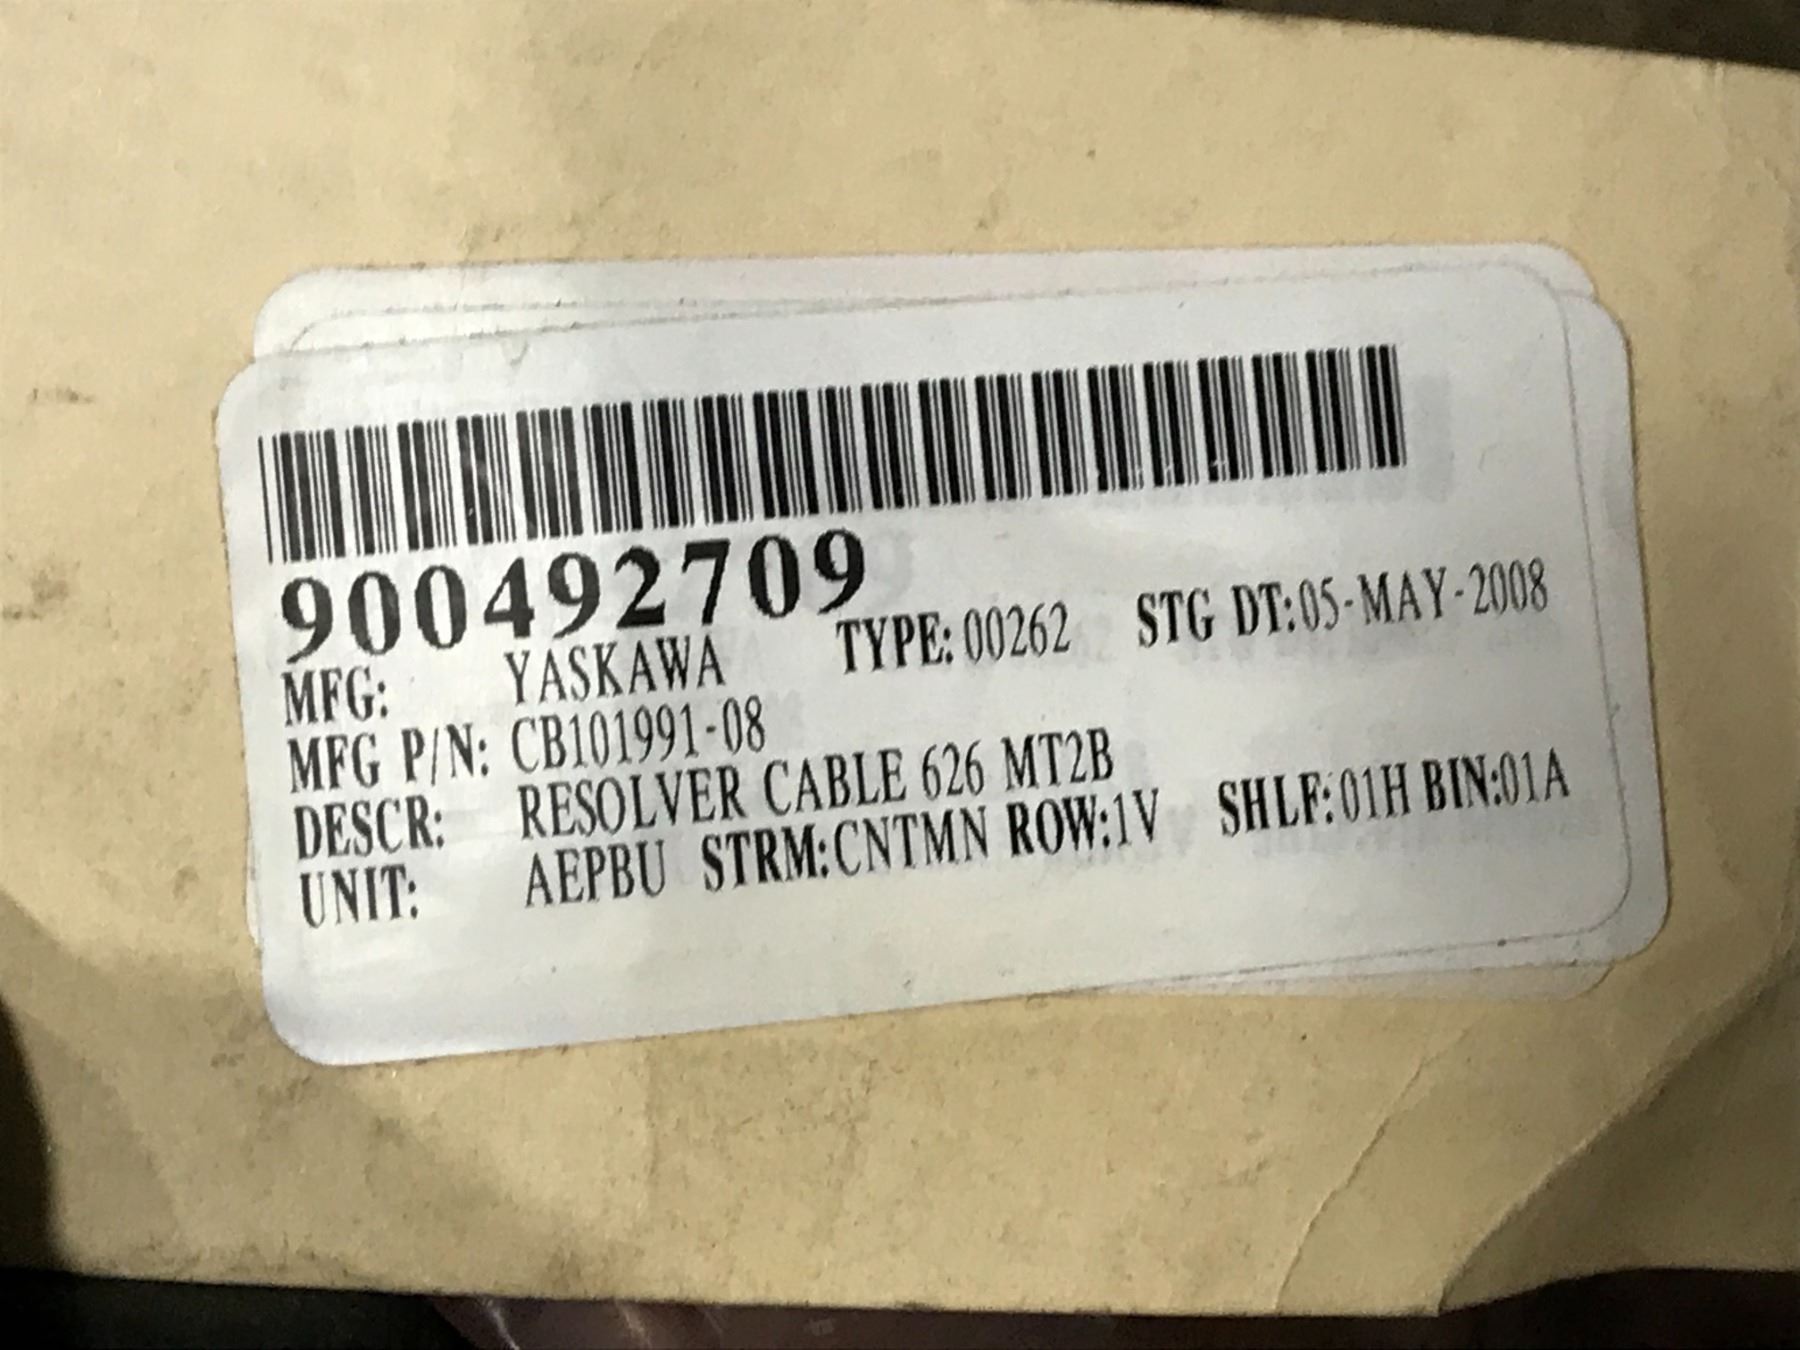 900492709
MFG: YASKAWA TYPE: 00262 STG DT:05-MAY-2008
MFG P/N: CB101991-08
DESCR: RESOLVER CABLE 626 MT2B
UNIT: AEPBU STRM:CNTMN ROW:1V SHLF:01H BIN:01A